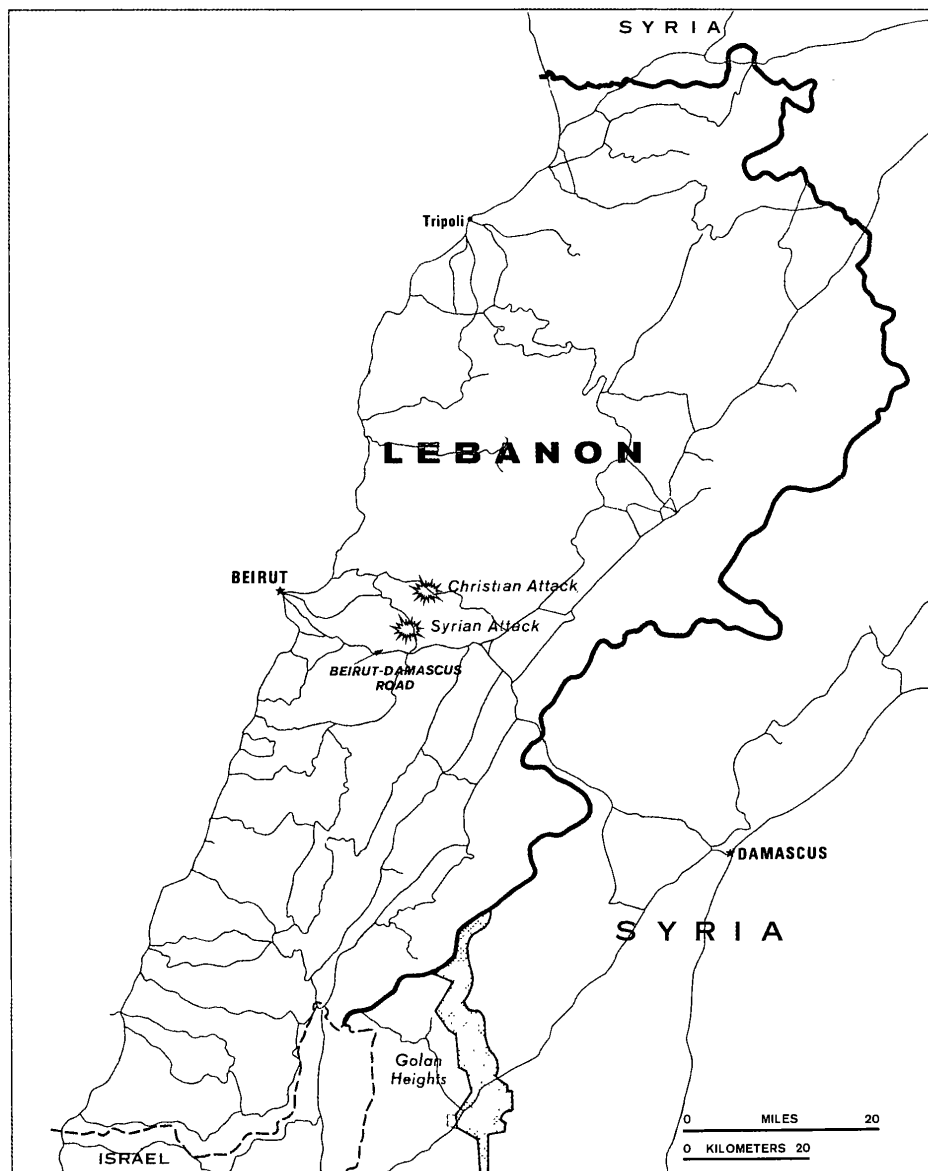 SYRIA
Tripoli
LEBANON
BEIRUT
Christian Attack
Syrian Attack
BEIRUT-DAMASCUS
ROAD
DAMASCUS
SYRIA
Golan
Heights
0 MILES 20
0 KILOMETERS 20
ISRAEL